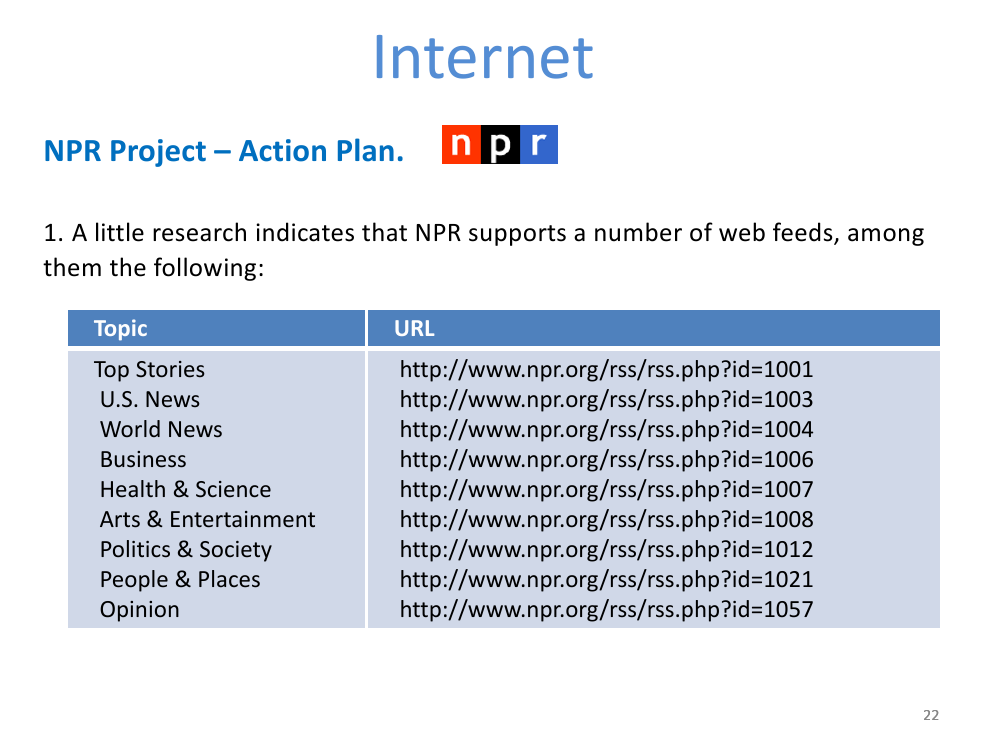 Internet
NPR Project – Action Plan.
npr
1. A little research indicates that NPR supports a number of web feeds, among
them the following:
Topic URL
Top Stories http://www.npr.org/rss/rss.php?id=1001
U.S. News http://www.npr.org/rss/rss.php?id=1003
World News http://www.npr.org/rss/rss.php?id=1004
Business http://www.npr.org/rss/rss.php?id=1006
Health & Science http://www.npr.org/rss/rss.php?id=1007
Arts & Entertainment http://www.npr.org/rss/rss.php?id=1008
Politics & Society http://www.npr.org/rss/rss.php?id=1012
People & Places http://www.npr.org/rss/rss.php?id=1021
Opinion http://www.npr.org/rss/rss.php?id=1057
22